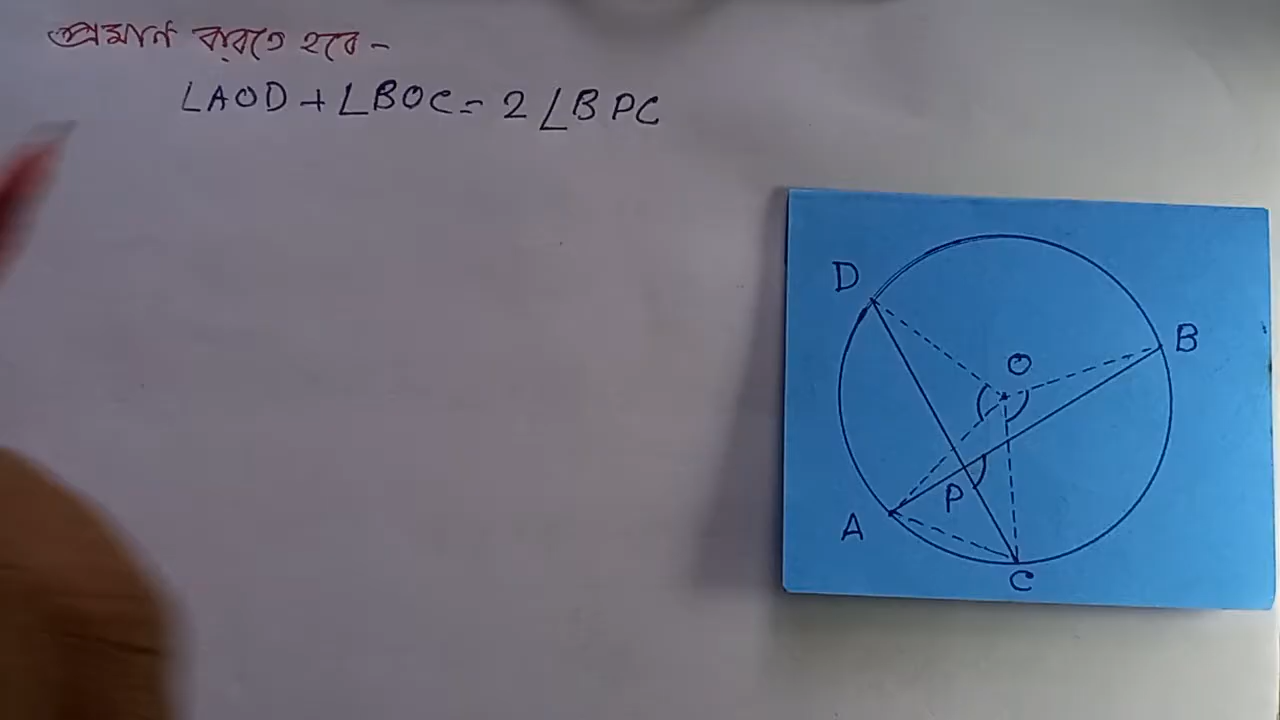 প্রমাণ করতে হবে -
∠AOD + ∠BOC = 2 ∠BPC
D
B
O
P
A
C